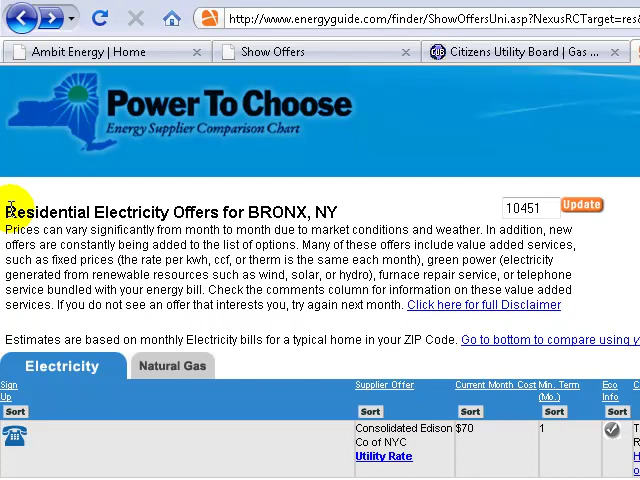 http://www.energyguide.com/finder/ShowOffersUni.asp?NexusRCTarget=res&
Ambit Energy | Home
Show Offers
CUB
Citizens Utility Board | Gas ...
Power To Choose
Energy Supplier Comparison Chart
Residential Electricity Offers for BRONX, NY
10451
Update
Prices can vary significantly from month to month due to market conditions and weather. In addition, new
offers are constantly being added to the list of options. Many of these offers include value added services,
such as fixed prices (the rate per kwh, ccf, or therm is the same each month), green power (electricity
generated from renewable resources such as wind, solar, or hydro), furnace repair service, or telephone
service bundled with your energy bill. Check the comments column for information on these value added
services. If you do not see an offer that interests you, try again next month. Click here for full Disclaimer
Estimates are based on monthly Electricity bills for a typical home in your ZIP Code. Go to bottom to compare using y
Electricity
Natural Gas
Sign Up
Supplier Offer
Current Month Cost
Min. Term (Mo.)
Eco Info
C
Sort
Sort
Sort
Sort
Sort
Consolidated Edison
Co of NYC
Utility Rate
$70
1
T
R
H
o